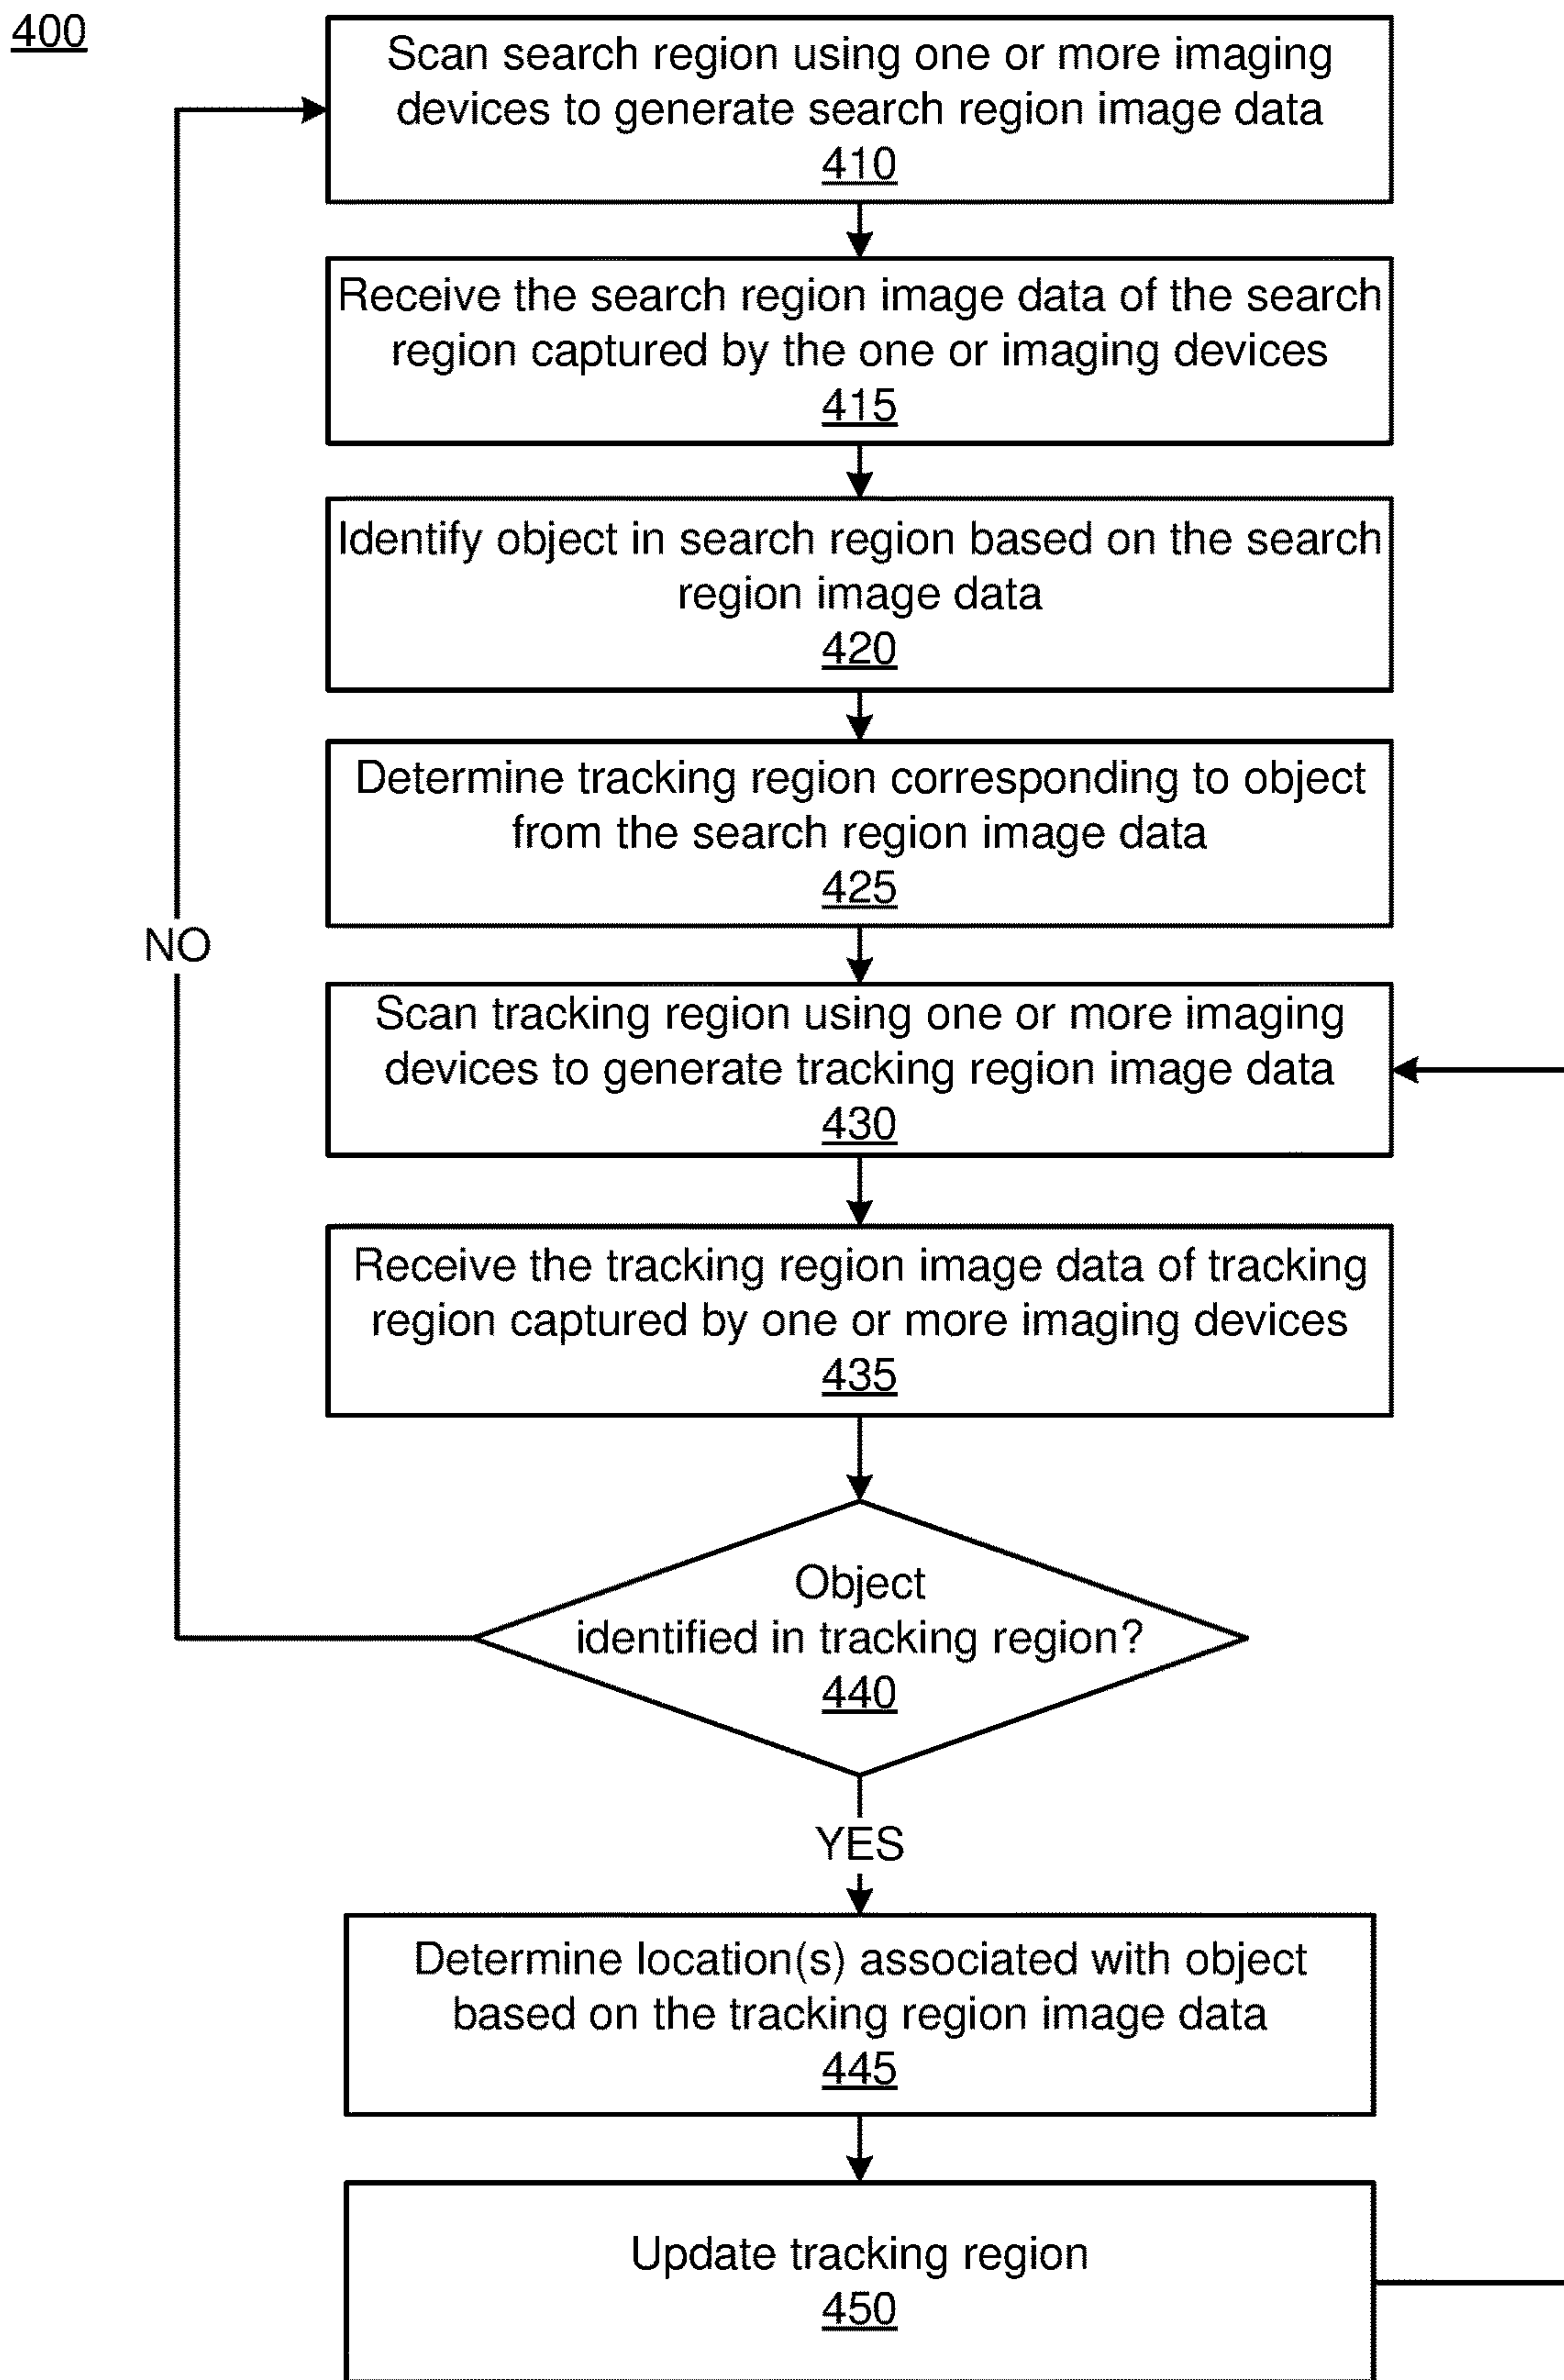 400
Scan search region using one or more imaging
devices to generate search region image data
410
Receive the search region image data of the search
region captured by the one or imaging devices
415
Identify object in search region based on the search
region image data
420
Determine tracking region corresponding to object
from the search region image data
425
NO
Scan tracking region using one or more imaging
devices to generate tracking region image data
430
Receive the tracking region image data of tracking
region captured by one or more imaging devices
435
Object
identified in tracking region?
440
YES
Determine location(s) associated with object
based on the tracking region image data
445
Update tracking region
450